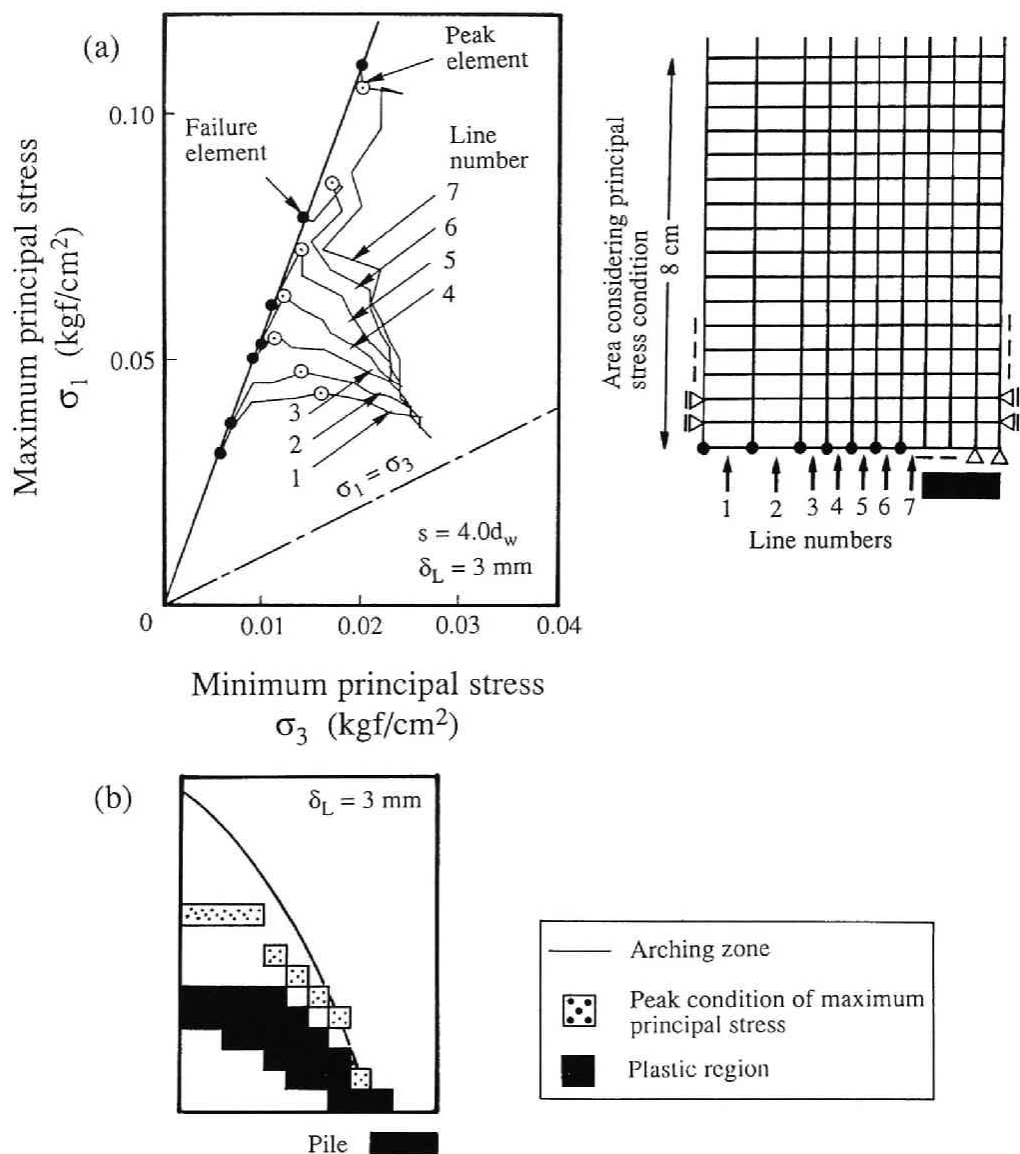 (a)
Peak
element
Failure
element
Line
number
7
6
5
4
3
2
1
σ₁ = σ₃
s = 4.0d_w
δ_L = 3 mm
0.10
0.05
0
0.01
0.02
0.03
0.04
Maximum principal stress
σ₁ (kgf/cm²)
Minimum principal stress
σ₃ (kgf/cm²)
Area considering principal
stress condition
8 cm
1 2 3 4 5 6 7
Line numbers
(b)
δ_L = 3 mm
Pile
Arching zone
Peak condition of maximum
principal stress
Plastic region